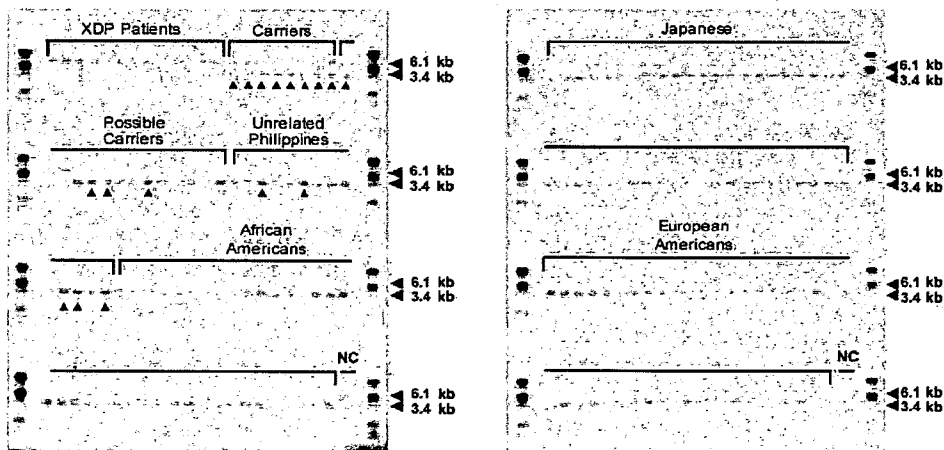 XDP Patients
Carriers
6.1 kb
3.4 kb
Possible
Carriers
Unrelated
Philippines
6.1 kb
3.4 kb
African
Americans
6.1 kb
3.4 kb
NC
6.1 kb
3.4 kb
Japanese
6.1 kb
3.4 kb
6.1 kb
3.4 kb
European
Americans
6.1 kb
3.4 kb
NC
6.1 kb
3.4 kb